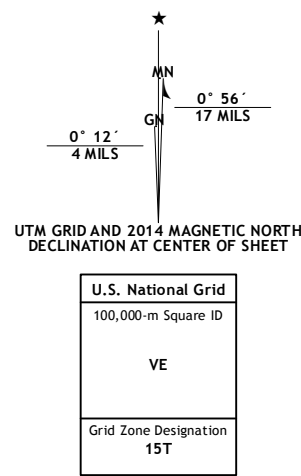 ★
MN
0° 56´
17 MILS
GN
0° 12´
4 MILS
UTM GRID AND 2014 MAGNETIC NORTH
DECLINATION AT CENTER OF SHEET
U.S. National Grid
100,000-m Square ID
VE
Grid Zone Designation
15T